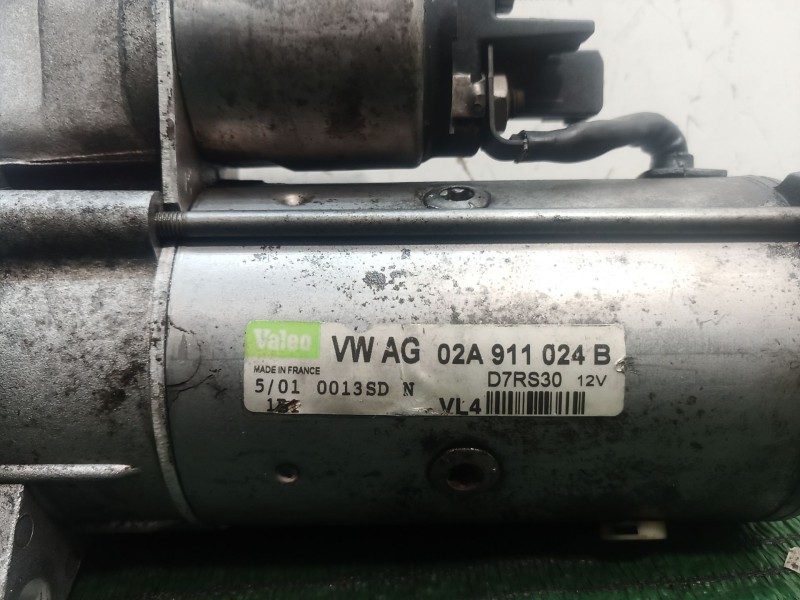 Valeo VW AG 02A 911 024 B
MADE IN FRANCE D7RS30 12V
5/01 0013SD N
VL4